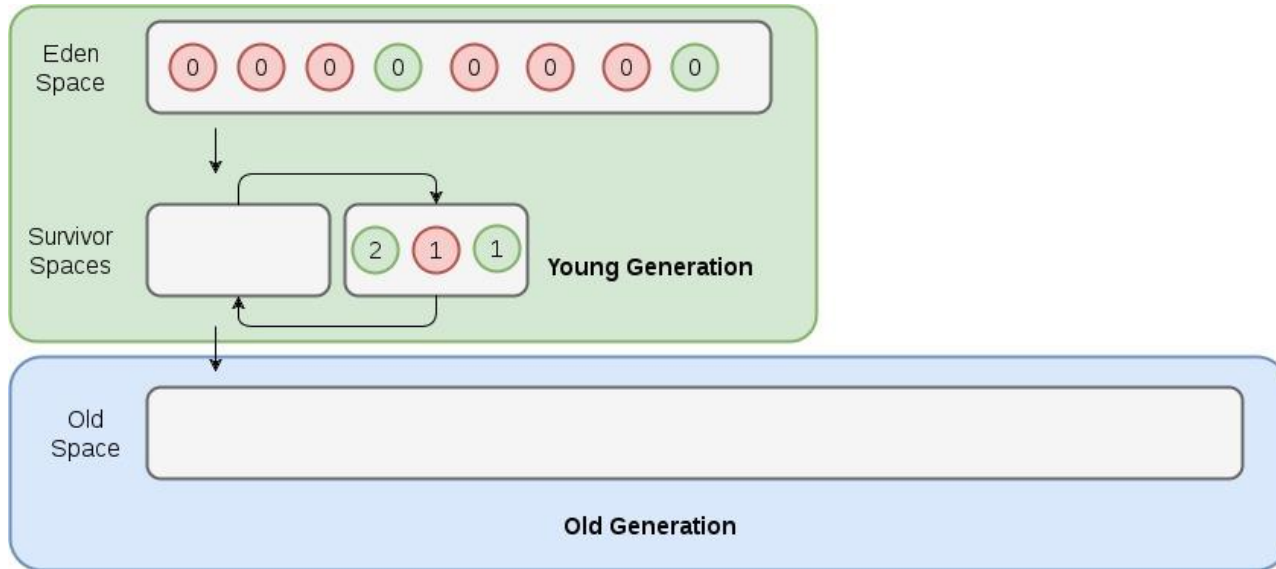 Eden
Space
0 0 0 0 0 0 0 0
Survivor
Spaces
2 1 1
Young Generation
Old
Space
Old Generation